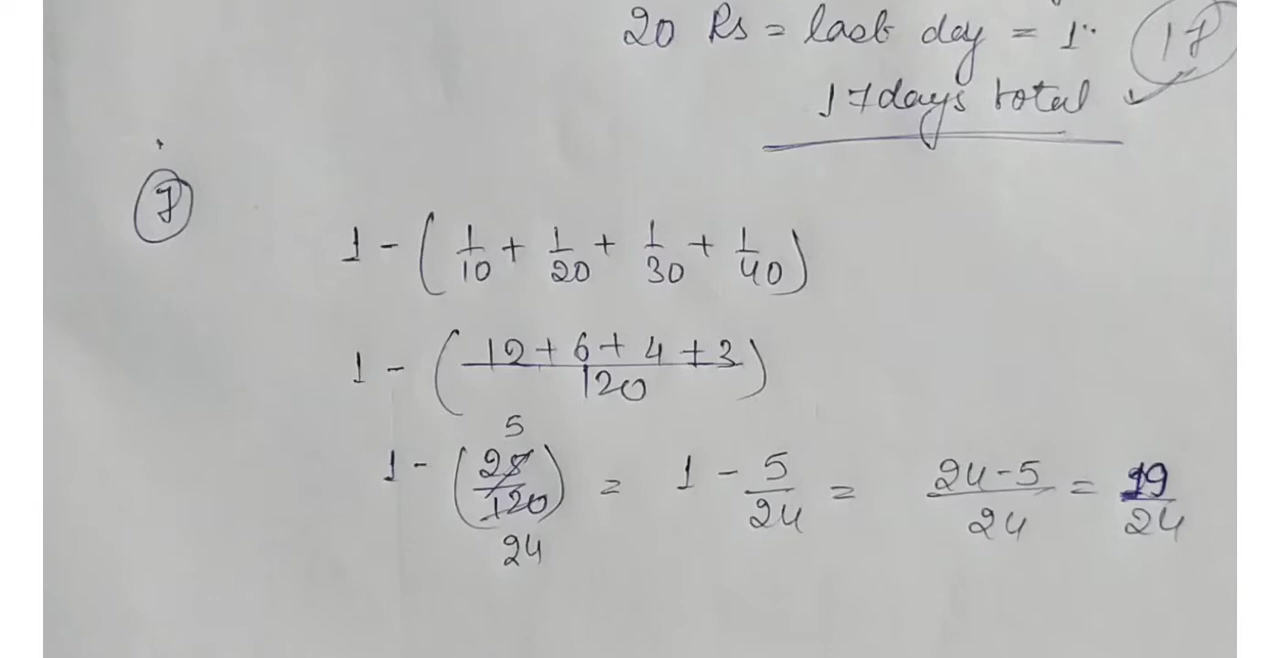 20 Rs = last day = 1.. 17
17 days total ✓
7
1 - ( 1/10 + 1/20 + 1/30 + 1/40 )
1 - ( 12 + 6 + 4 + 3 / 120 )
5
1 - ( 25/120 ) = 1 - 5/24 = 24-5/24 = 19/24
24